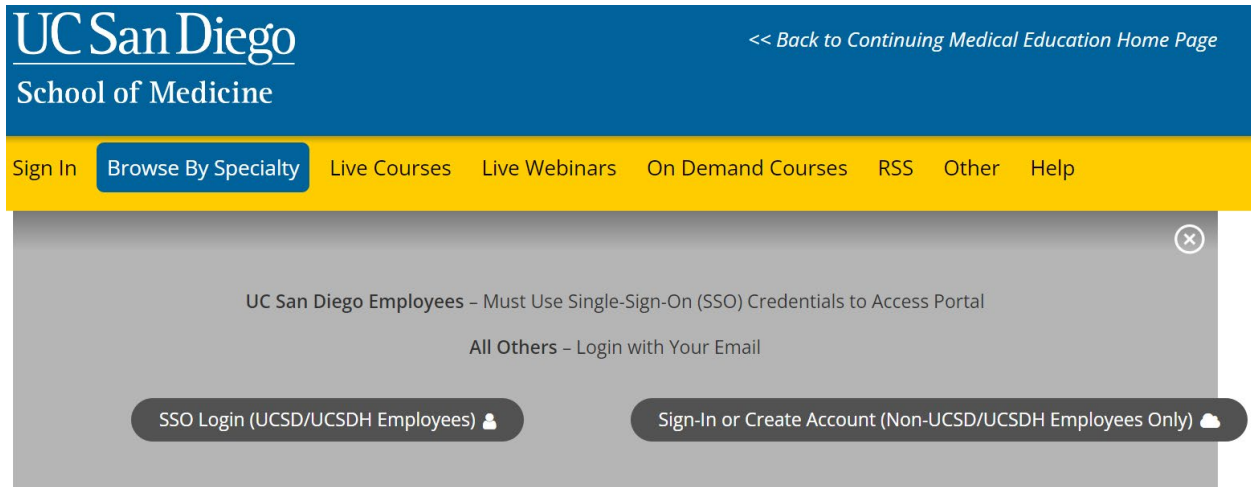 UC San Diego
School of Medicine
<< Back to Continuing Medical Education Home Page
Sign In Browse By Specialty Live Courses Live Webinars On Demand Courses RSS Other Help
UC San Diego Employees – Must Use Single-Sign-On (SSO) Credentials to Access Portal
All Others – Login with Your Email
SSO Login (UCSD/UCSDH Employees)
Sign-In or Create Account (Non-UCSD/UCSDH Employees Only)